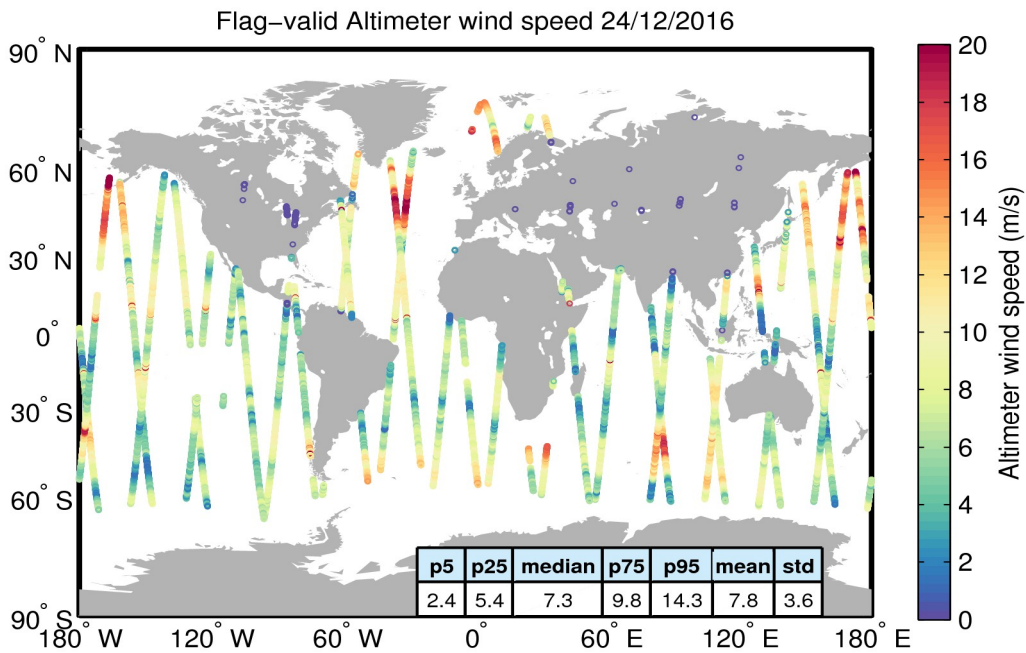 Flag−valid Altimeter wind speed 24/12/2016
90° N
60° N
30° N
0°
30° S
60° S
90° S
180° W 120° W 60° W 0° 60° E 120° E 180° E
p5 p25 median p75 p95 mean std
2.4 5.4 7.3 9.8 14.3 7.8 3.6
20
18
16
14
12
10
8
6
4
2
0
Altimeter wind speed (m/s)